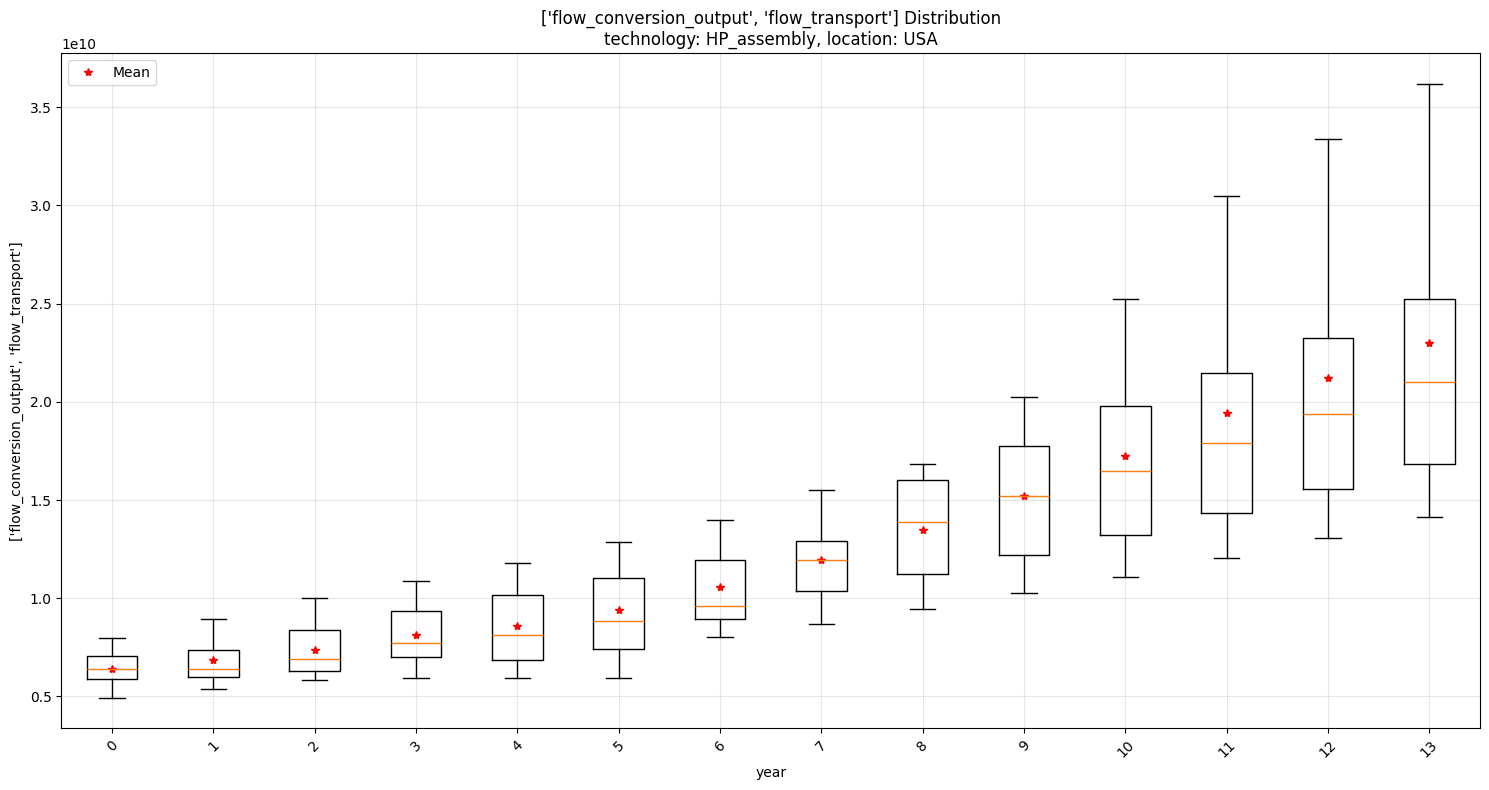 ['flow_conversion_output', 'flow_transport'] Distribution
technology: HP_assembly, location: USA
1e10
Mean
3.5
3.0
2.5
2.0
1.5
1.0
0.5
['flow_conversion_output', 'flow_transport']
0 1 2 3 4 5 6 7 8 9 10 11 12 13
year